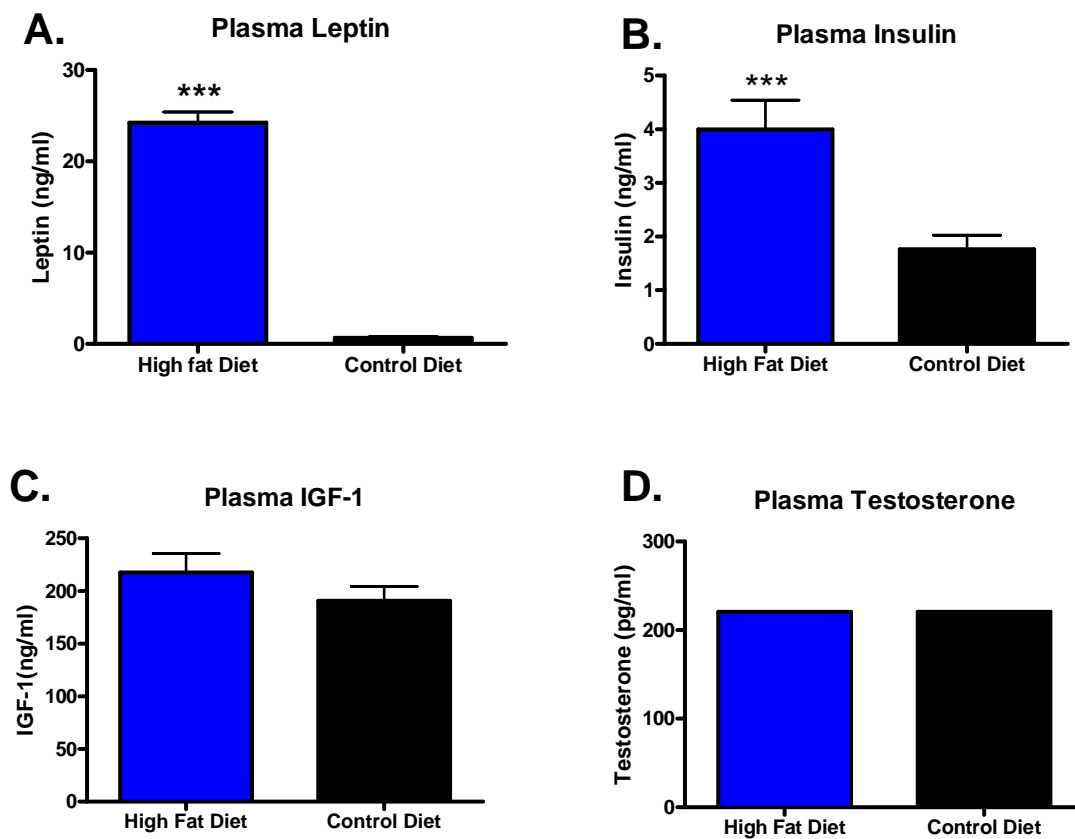 A.
Plasma Leptin
***
Leptin (ng/ml)
30
20
10
0
High fat Diet
Control Diet
B.
Plasma Insulin
***
Insulin (ng/ml)
5
4
3
2
1
0
High Fat Diet
Control Diet
C.
Plasma IGF-1
IGF-1(ng/ml)
250
200
150
100
50
0
High Fat Diet
Control Diet
D.
Plasma Testosterone
Testosterone (pg/ml)
300
200
100
0
High Fat Diet
Control Diet